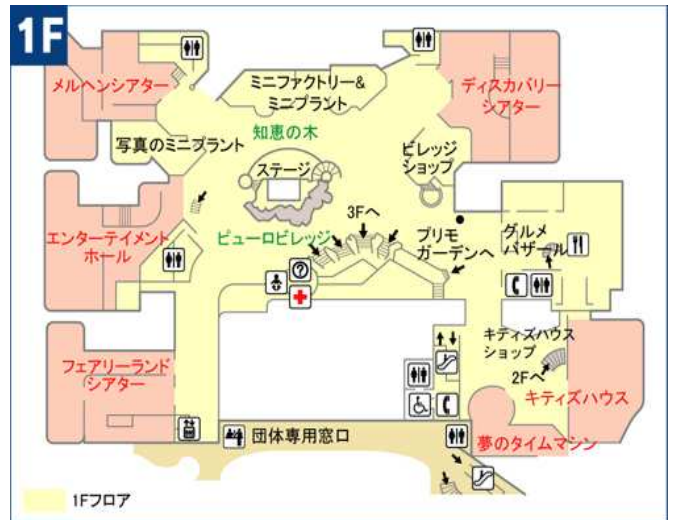 1F
メルヘンシアター
ミニファクトリー&
ミニプラント
ディスカバリー
シアター
知恵の木
写真のミニプラント
ビレッジ
ショップ
ステージ
エンターテイメント
ホール
ピューロビレッジ
3Fへ
プリモ
ガーデンへ
グルメ
バザール
フェアリーランド
シアター
キティズハウス
ショップ
2Fへ
キティズハウス
夢のタイムマシン
団体専用窓口
1Fフロア